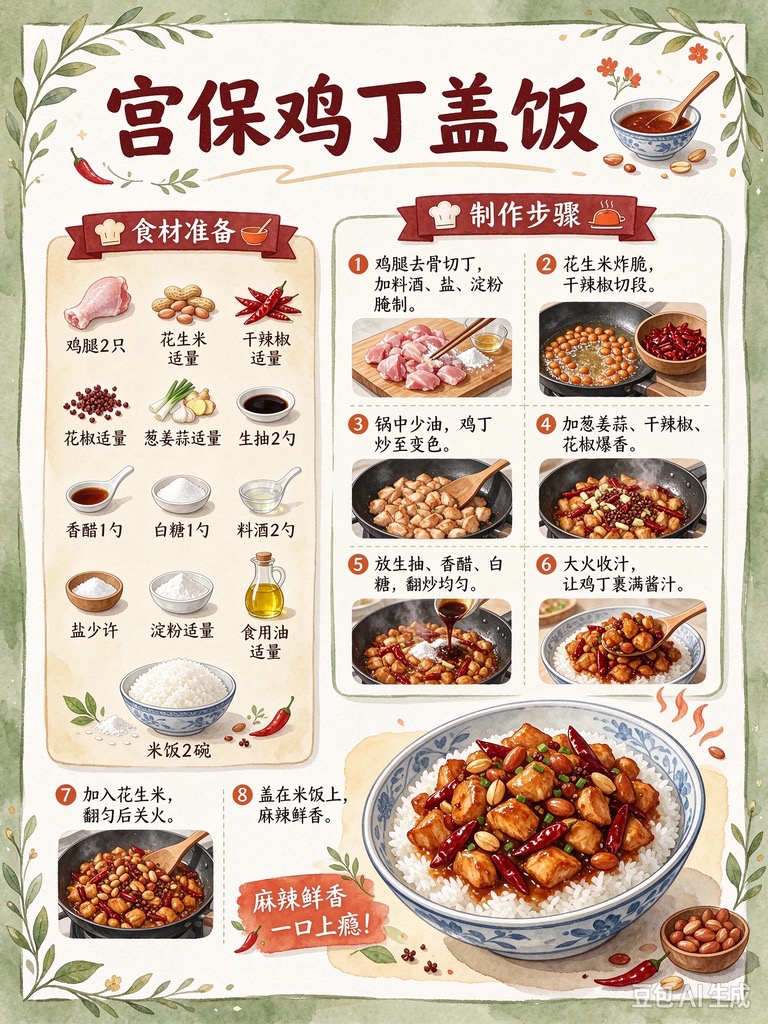 宫保鸡丁盖饭
食材准备
鸡腿2只
花生米
适量
干辣椒
适量
花椒适量
葱姜蒜适量
生抽2勺
香醋1勺
白糖1勺
料酒2勺
盐少许
淀粉适量
食用油
适量
米饭2碗
制作步骤
1 鸡腿去骨切丁，
加料酒、盐、淀粉
腌制。
2 花生米炸脆，
干辣椒切段。
3 锅中少油，鸡丁
炒至变色。
4 加葱姜蒜、干辣椒、
花椒爆香。
5 放生抽、香醋、白
糖，翻炒均匀。
6 大火收汁，
让鸡丁裹满酱汁。
7 加入花生米，
翻匀后关火。
8 盖在米饭上，
麻辣鲜香。
麻辣鲜香
一口上瘾！
豆包AI生成